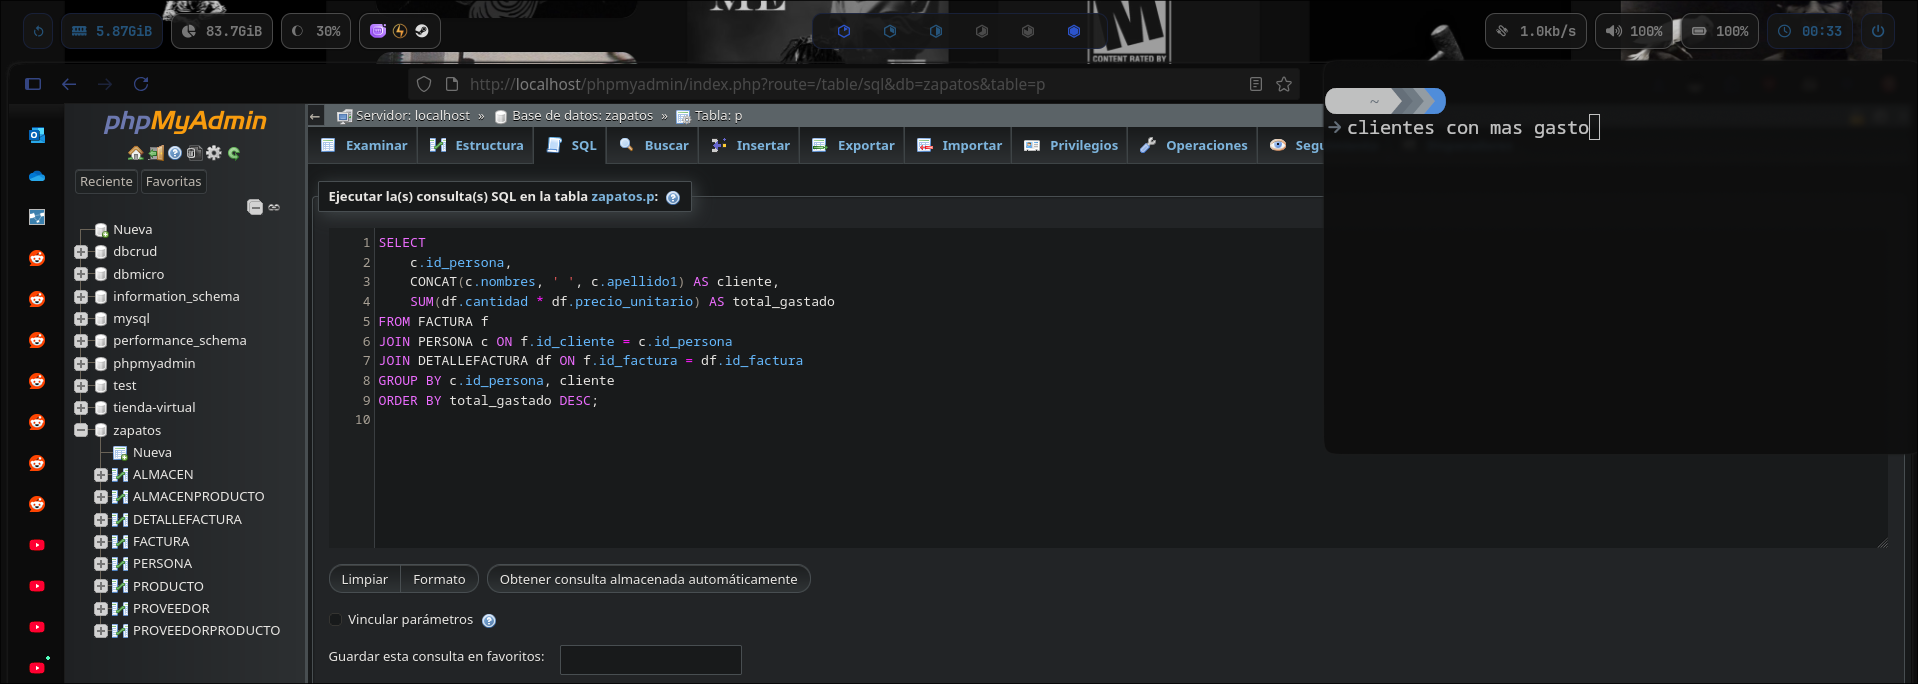 ME
M
CONTENT RATED BY
5.87GiB
83.7GiB
30%
1.0kb/s
100%
100%
00:33
http://localhost/phpmyadmin/index.php?route=/table/sql&db=zapatos&table=p
~
→ clientes con mas gasto
phpMyAdmin
Reciente
Favoritas
Nueva
dbcrud
dbmicro
information_schema
mysql
performance_schema
phpmyadmin
test
tienda-virtual
zapatos
Nueva
ALMACEN
ALMACENPRODUCTO
DETALLEFACTURA
FACTURA
PERSONA
PRODUCTO
PROVEEDOR
PROVEEDORPRODUCTO
← Servidor: localhost » Base de datos: zapatos » Tabla: p
Examinar Estructura SQL Buscar Insertar Exportar Importar Privilegios Operaciones Segu
Ejecutar la(s) consulta(s) SQL en la tabla zapatos.p:
1 SELECT
2 c.id_persona,
3 CONCAT(c.nombres, ' ', c.apellido1) AS cliente,
4 SUM(df.cantidad * df.precio_unitario) AS total_gastado
5 FROM FACTURA f
6 JOIN PERSONA c ON f.id_cliente = c.id_persona
7 JOIN DETALLEFACTURA df ON f.id_factura = df.id_factura
8 GROUP BY c.id_persona, cliente
9 ORDER BY total_gastado DESC;
10
Limpiar Formato Obtener consulta almacenada automáticamente
Vincular parámetros
Guardar esta consulta en favoritos: